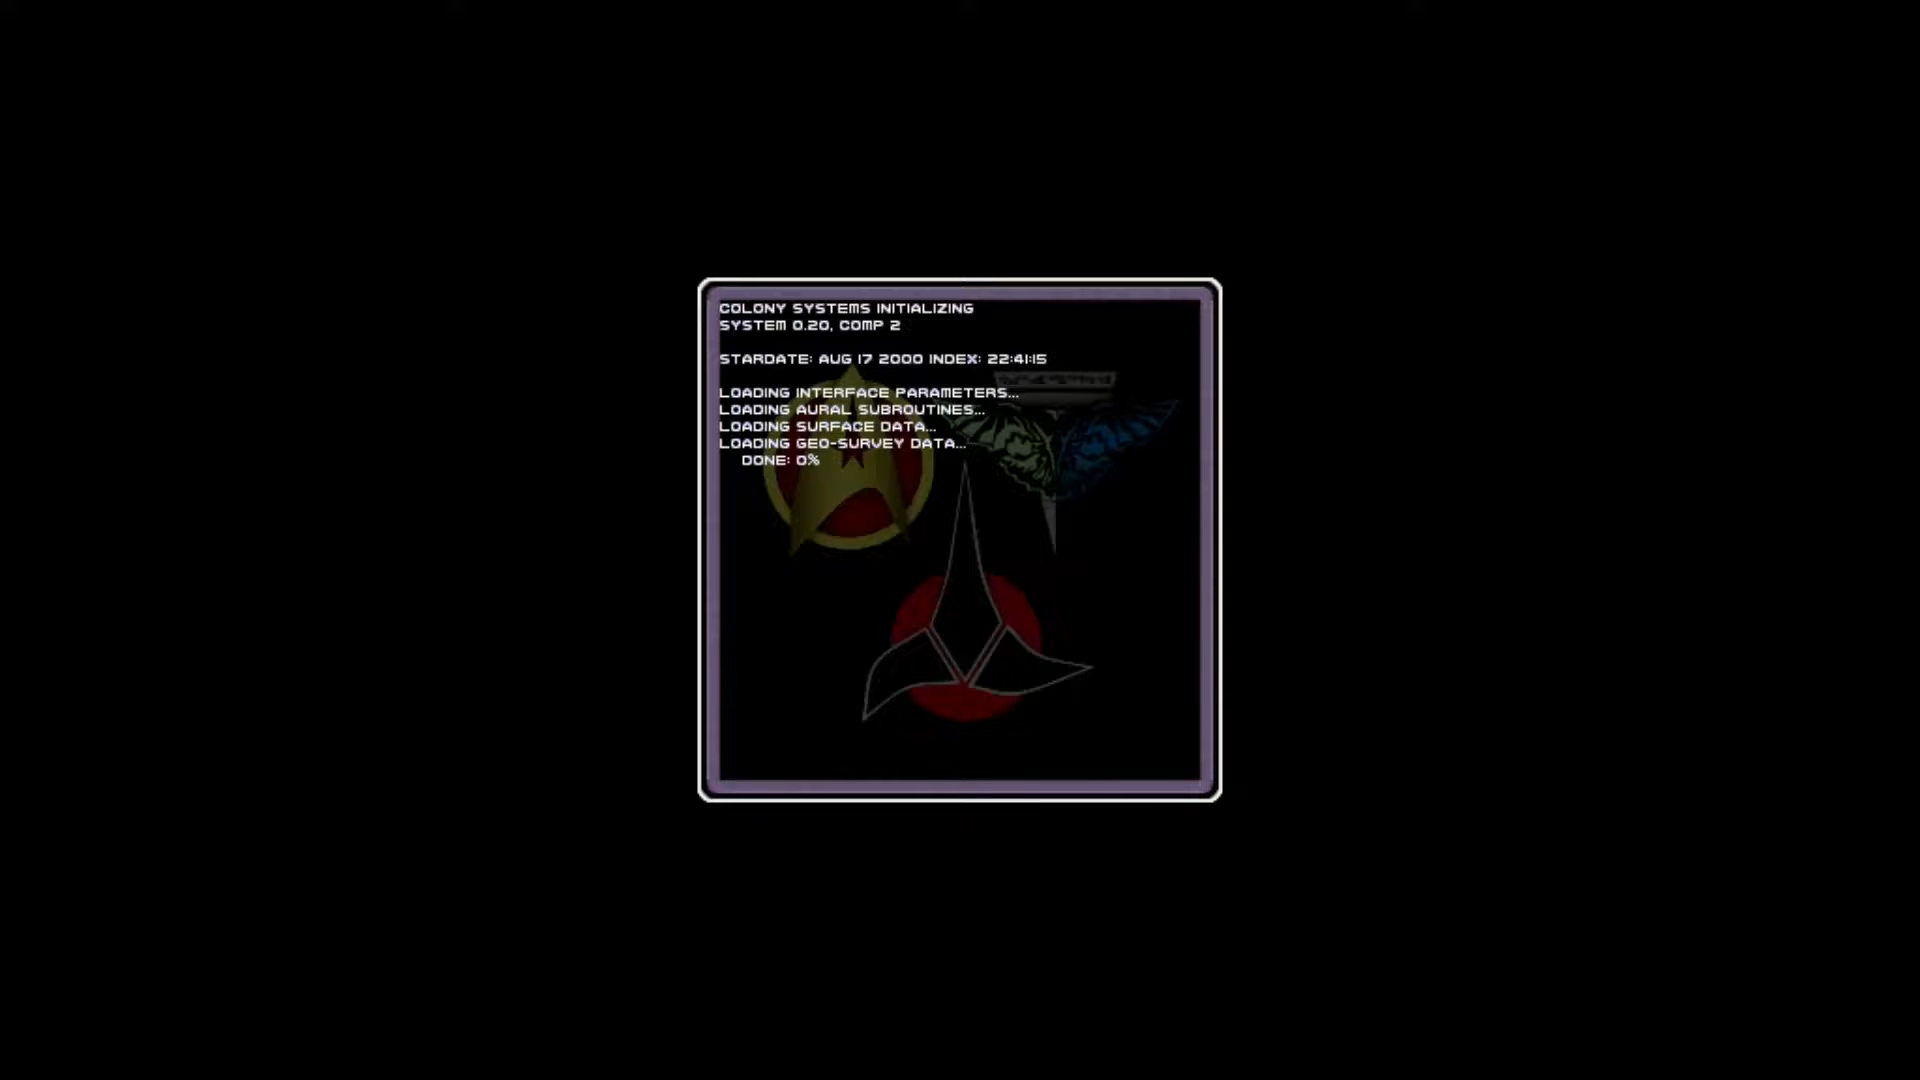 COLONY SYSTEMS INITIALIZING
SYSTEM 0.20, COMP 2
STARDATE: AUG 17 2000 INDEX: 22:41:15
LOADING INTERFACE PARAMETERS...
LOADING AURAL SUBROUTINES...
LOADING SURFACE DATA...
LOADING GEO-SURVEY DATA...
DONE: 0%